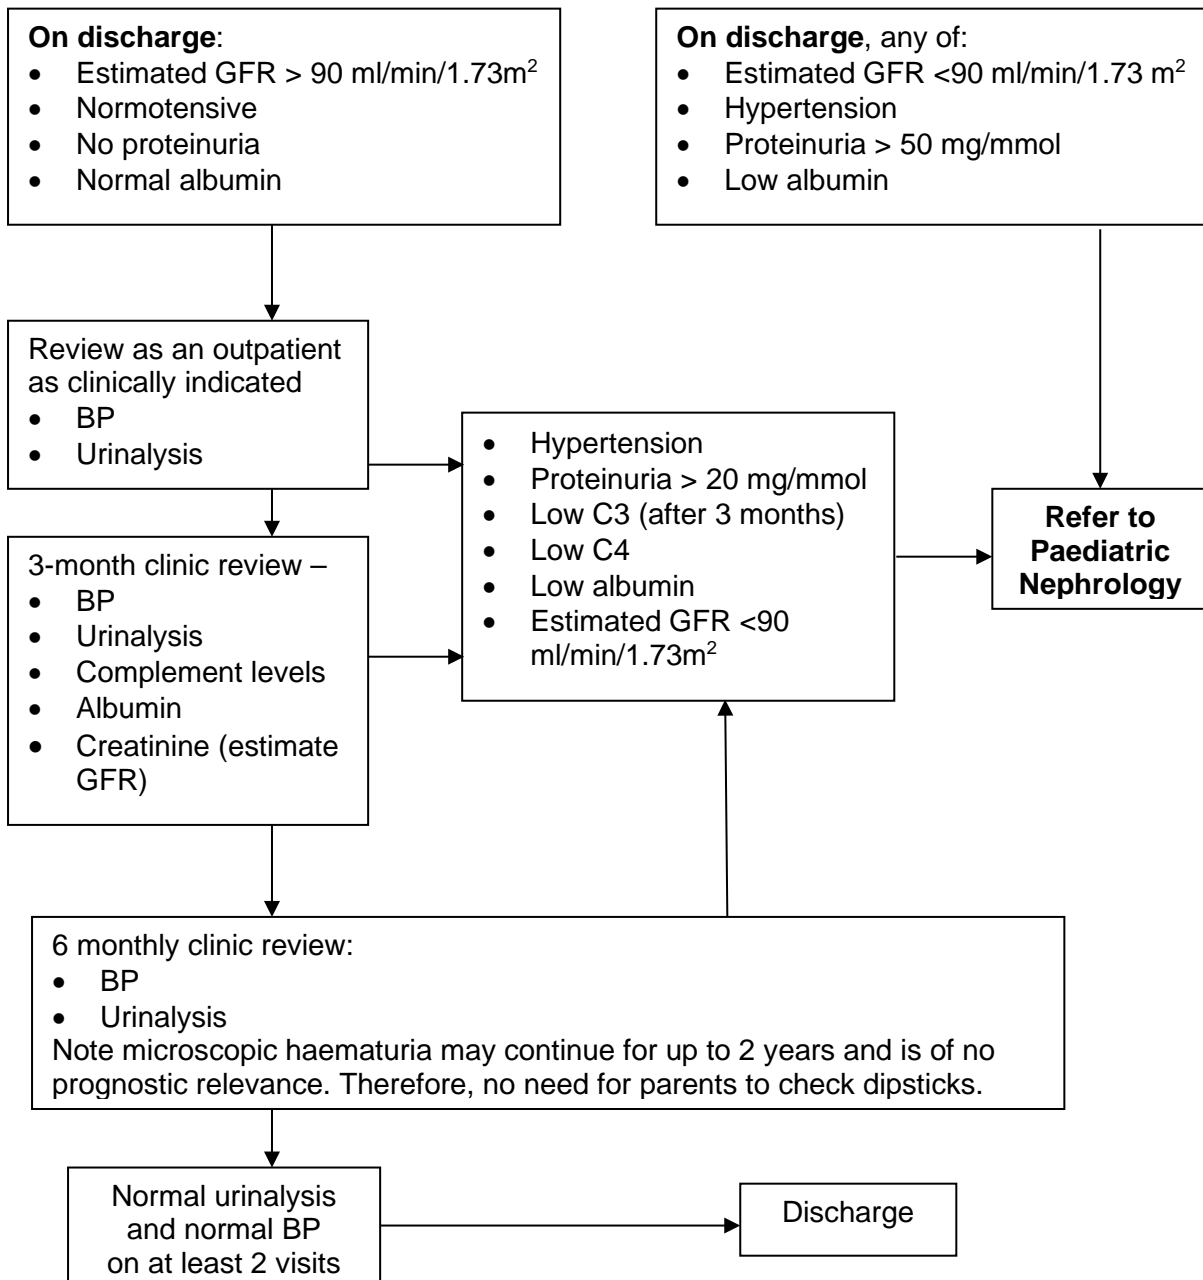 On discharge:
• Estimated GFR > 90 ml/min/1.73m²
• Normotensive
• No proteinuria
• Normal albumin
On discharge, any of:
• Estimated GFR <90 ml/min/1.73 m²
• Hypertension
• Proteinuria > 50 mg/mmol
• Low albumin
Review as an outpatient
as clinically indicated
• BP
• Urinalysis
• Hypertension
• Proteinuria > 20 mg/mmol
• Low C3 (after 3 months)
• Low C4
• Low albumin
• Estimated GFR <90
ml/min/1.73m²
Refer to
Paediatric
Nephrology
3-month clinic review –
• BP
• Urinalysis
• Complement levels
• Albumin
• Creatinine (estimate
GFR)
6 monthly clinic review:
• BP
• Urinalysis
Note microscopic haematuria may continue for up to 2 years and is of no
prognostic relevance. Therefore, no need for parents to check dipsticks.
Normal urinalysis
and normal BP
on at least 2 visits
Discharge